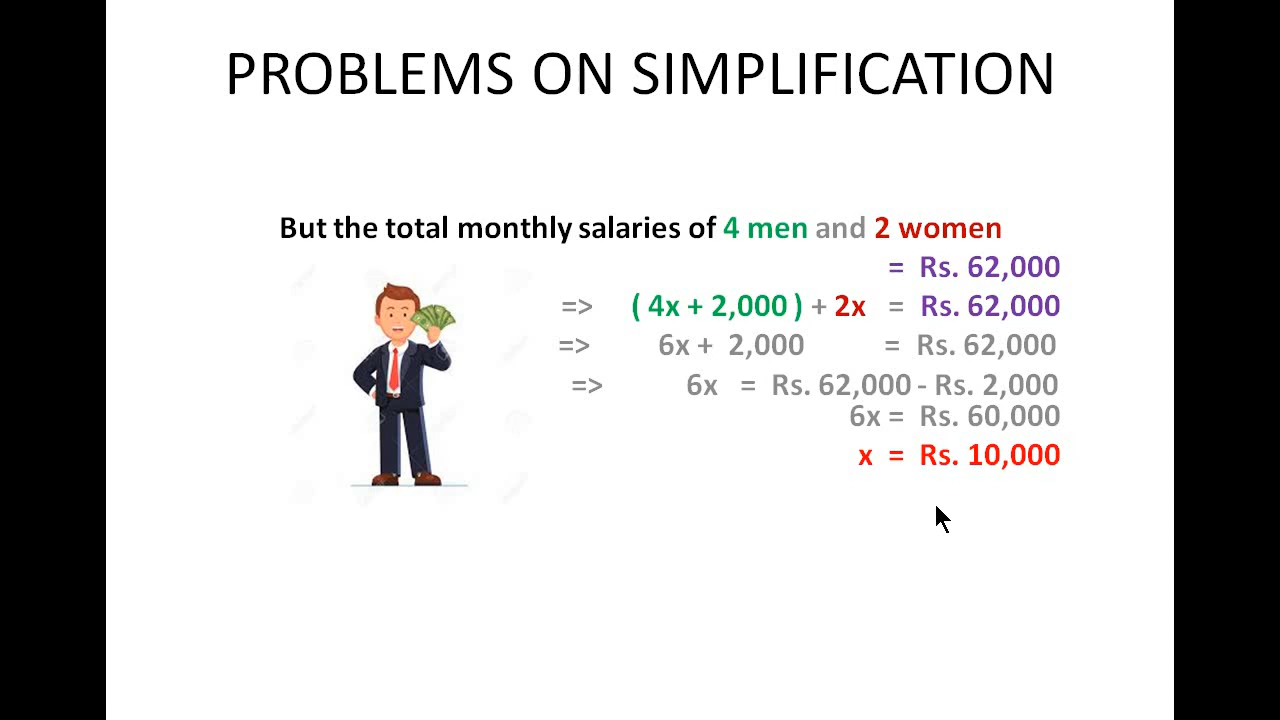 PROBLEMS ON SIMPLIFICATION
But the total monthly salaries of 4 men and 2 women
= Rs. 62,000
=> ( 4x + 2,000 ) + 2x = Rs. 62,000
=> 6x + 2,000 = Rs. 62,000
=> 6x = Rs. 62,000 - Rs. 2,000
6x = Rs. 60,000
x = Rs. 10,000